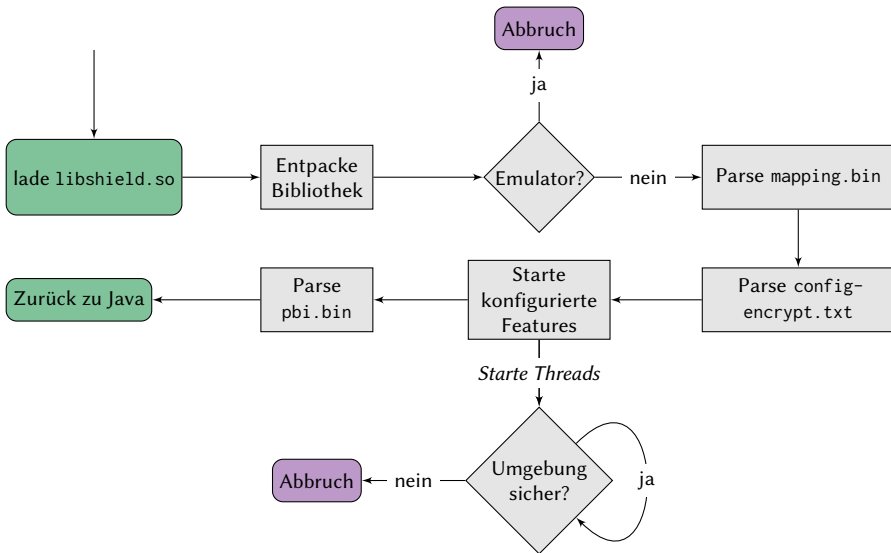 Abbruch
ja
lade libshield.so
Entpacke
Bibliothek
Emulator?
nein
Parse mapping.bin
Zurück zu Java
Parse
pbi.bin
Starte
konfigurierte
Features
Parse config-
encrypt.txt
Starte Threads
Abbruch
nein
Umgebung
sicher?
ja